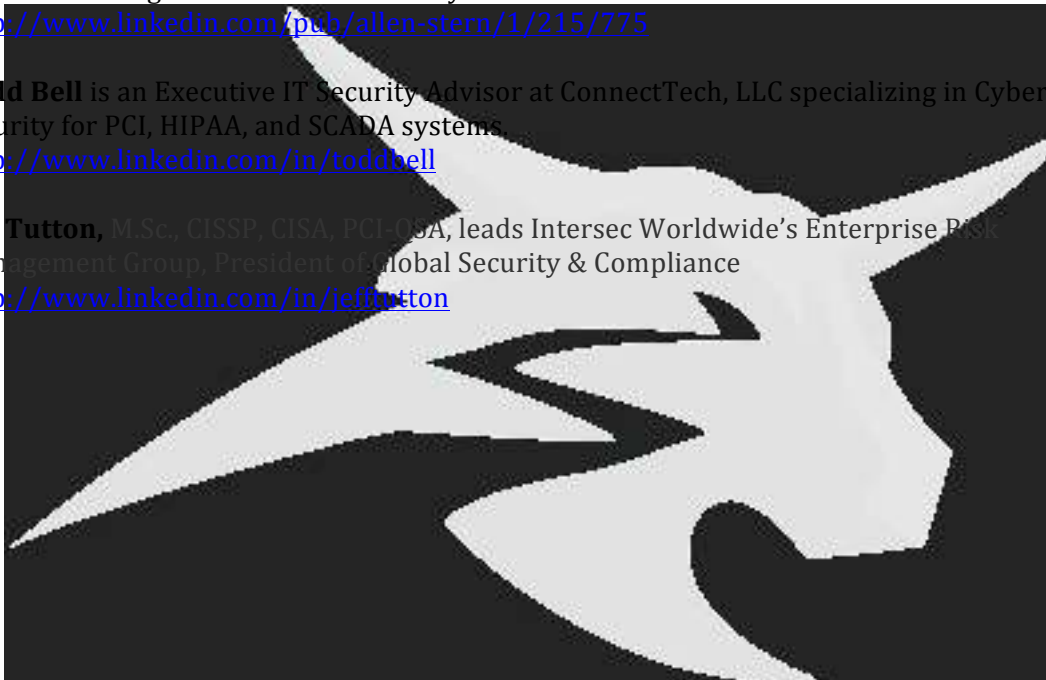 p://www.linkedin.com/pub/allen-stern/1/215/775
ld Bell is an Executive IT Security Advisor at ConnectTech, LLC specializing in Cyber
urity for PCI, HIPAA, and SCADA systems.
p://www.linkedin.com/in/toddbell
Tutton, M.Sc., CISSP, CISA, PCI-QSA, leads Intersec Worldwide’s Enterprise Risk
nagement Group, President of Global Security & Compliance
p://www.linkedin.com/in/jefftutton